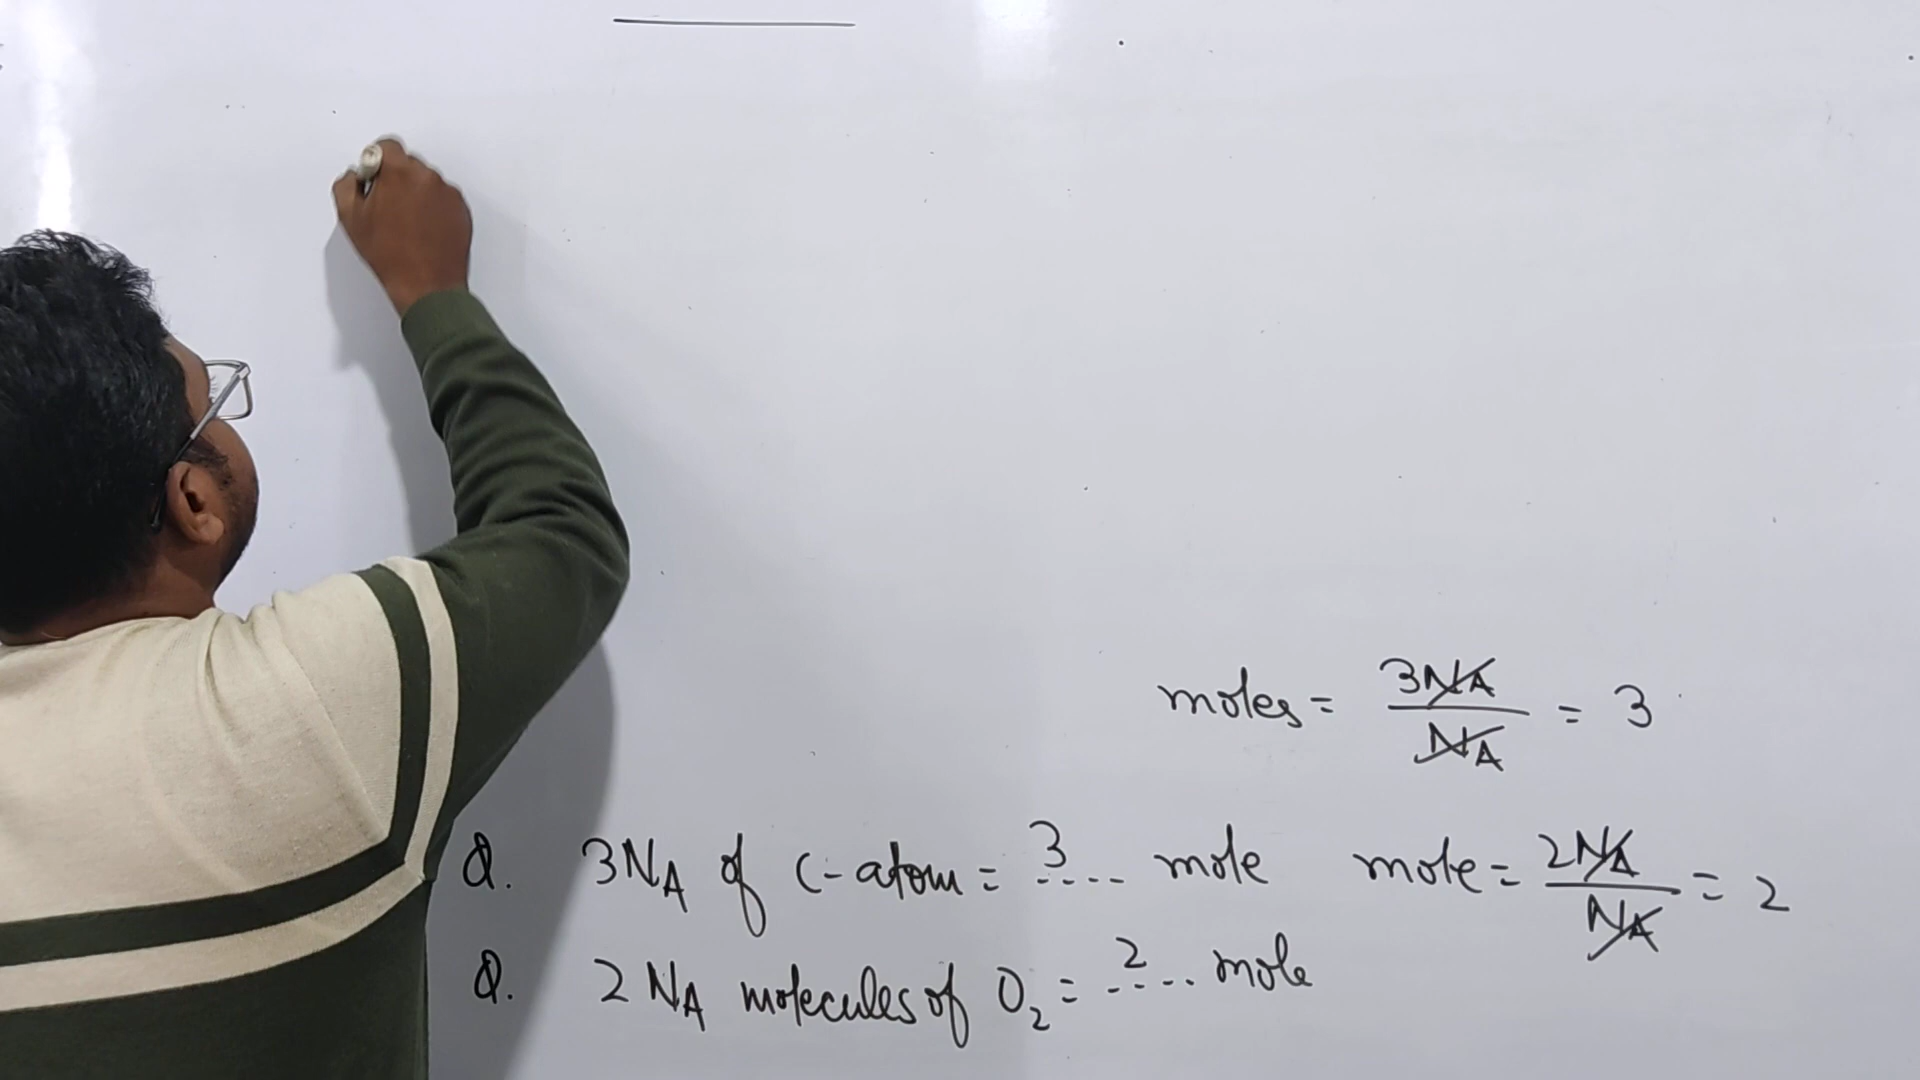 moles = 3NA / NA = 3
Q. 3NA of C-atom = ..3.. mole mole = 2NA / NA = 2
Q. 2 NA molecules of O2 = ..2.. mole